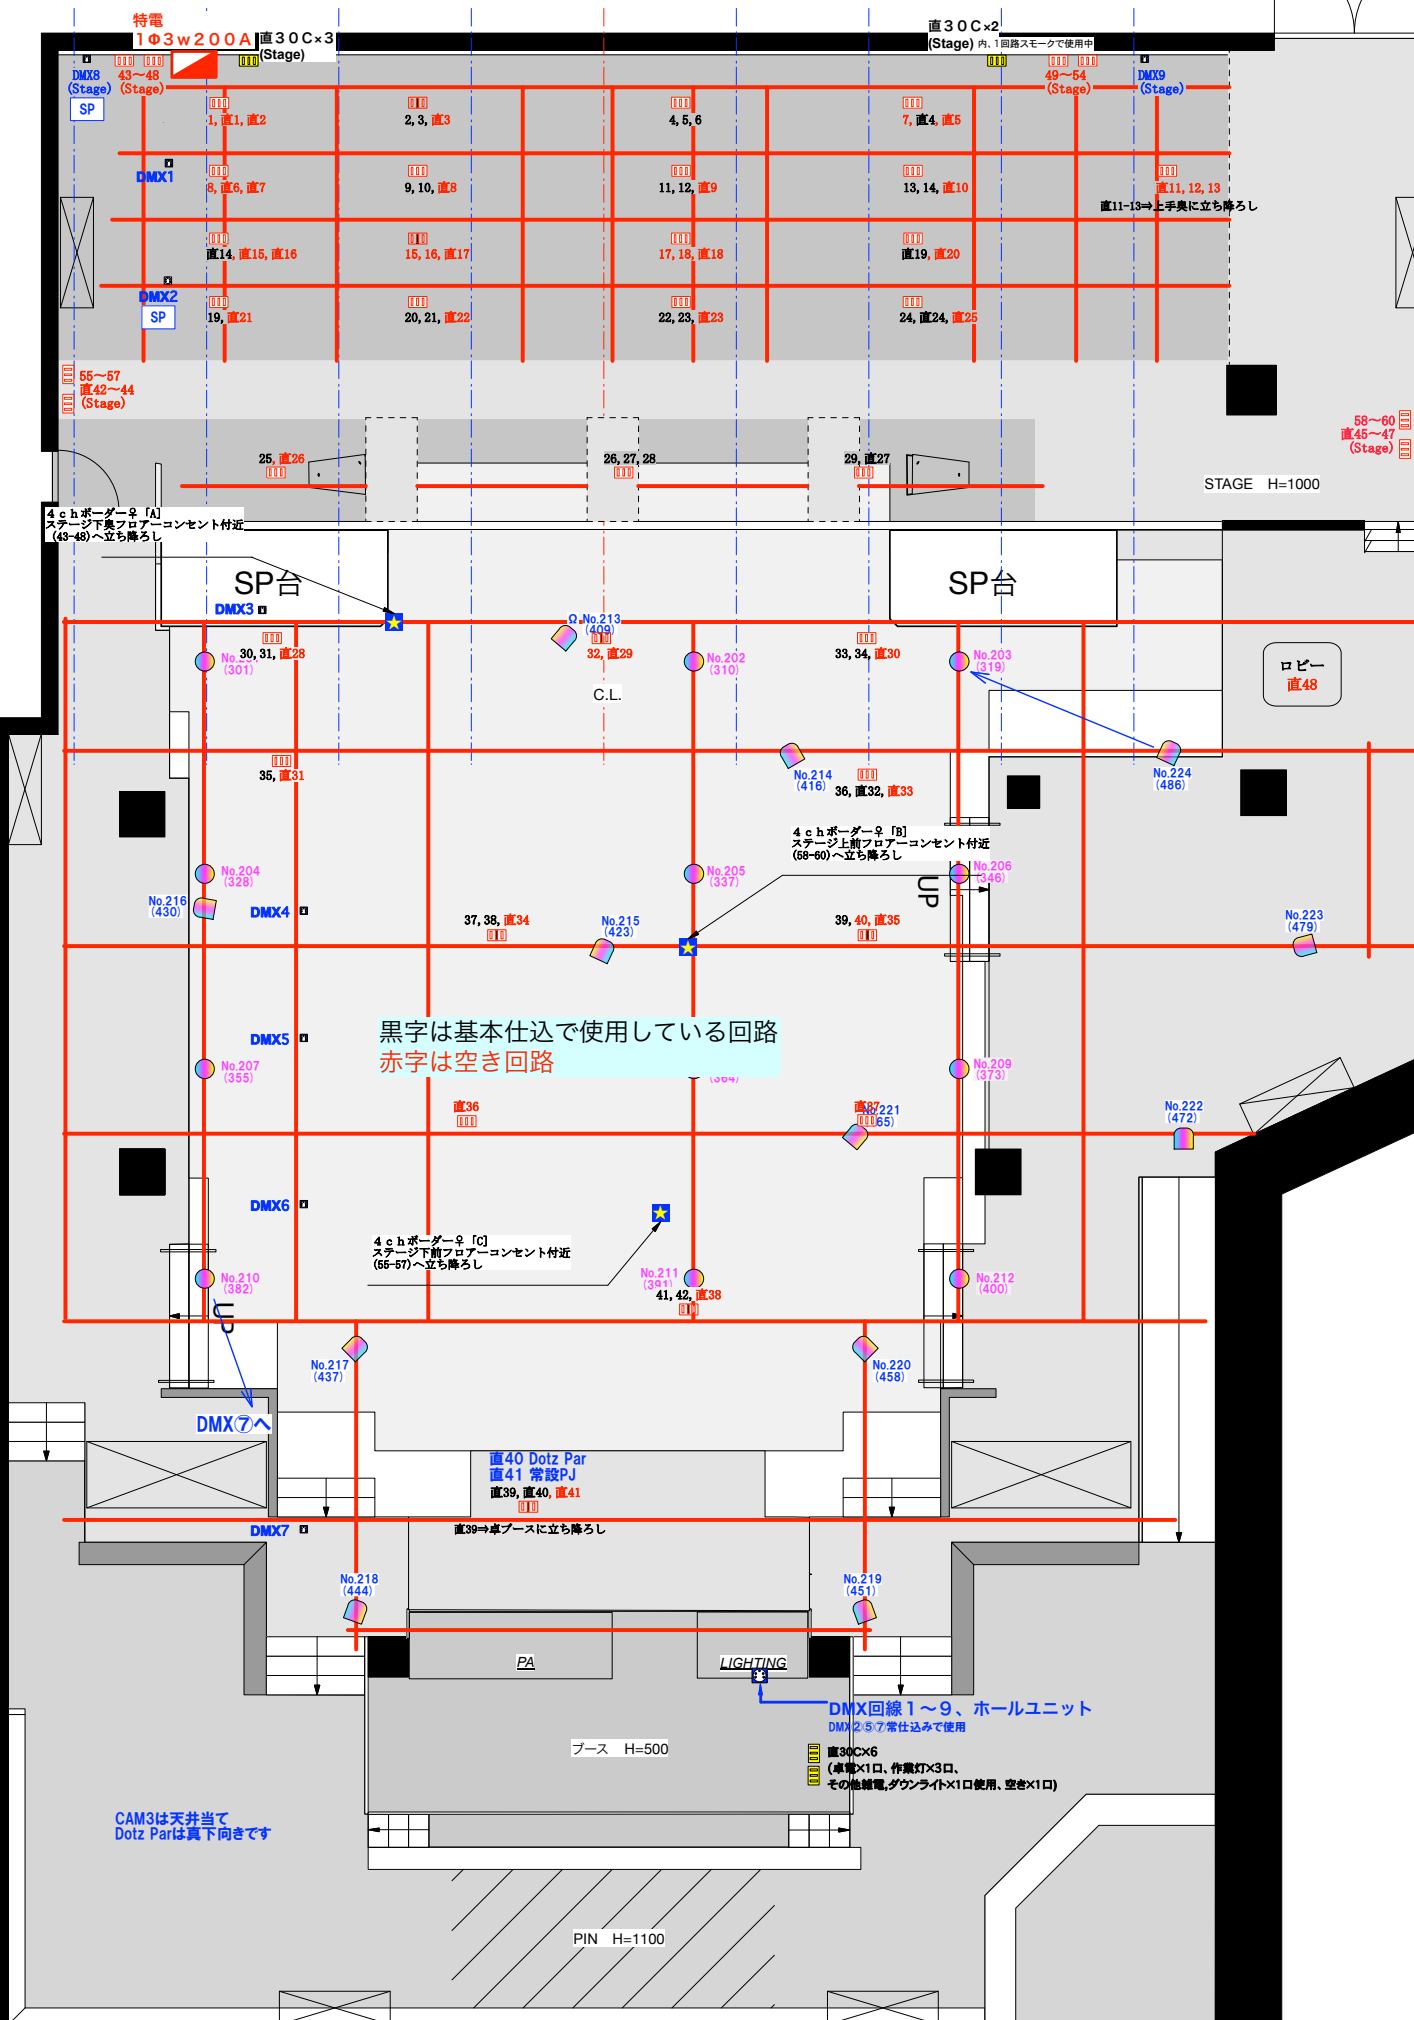 特電
1Φ3w200A
直30C×3
(Stage)
直30C×2
(Stage) 内、1回路スモークで使用中
DMX8
(Stage)
43～48
(Stage)
49～54
(Stage)
DMX9
(Stage)
SP
1, 直1, 直2
2, 3, 直3
4, 5, 6
7, 直4, 直5
DMX1
8, 直6, 直7
9, 10, 直8
11, 12, 直9
13, 14, 直10
直11, 12, 13
直11-13⇒上手奥に立ち降ろし
直14, 直15, 直16
15, 16, 直17
17, 18, 直18
直19, 直20
DMX2
SP
19, 直21
20, 21, 直22
22, 23, 直23
24, 直24, 直25
55～57
直42～44
(Stage)
58～60
直45～47
(Stage)
25, 直26
26, 27, 28
29, 直27
STAGE H=1000
4chボーダー♀「A」
ステージ下奥フロアーコンセント付近
(43-48)へ立ち降ろし
SP台
SP台
DMX3
Ω No.213
(409)
30, 31, 直28
(301)
32, 直29
No.202
(310)
33, 34, 直30
No.203
(319)
ロビー
直48
C.L.
35, 直31
No.214
(416)
36, 直32, 直33
No.224
(486)
4chボーダー♀「B」
ステージ上前フロアーコンセント付近
(58-60)へ立ち降ろし
No.204
(328)
No.205
(337)
No.206
(346)
UP
No.216
(430)
DMX4
37, 38, 直34
No.215
(423)
39, 40, 直35
No.223
(479)
黒字は基本仕込で使用している回路
赤字は空き回路
DMX5
No.207
(355)
(364)
No.209
(373)
直36
直37
No.221
65)
No.222
(472)
DMX6
4chボーダー♀「C」
ステージ下前フロアーコンセント付近
(55-57)へ立ち降ろし
No.210
(382)
No.211
(391)
41, 42, 直38
No.212
(400)
UP
No.217
(437)
No.220
(458)
DMX⑦へ
直40 Dotz Par
直41 常設PJ
直39, 直40, 直41
直39⇒卓ブースに立ち降ろし
DMX7
No.218
(444)
No.219
(451)
PA
LIGHTING
DMX回線1～9、ホールユニット
DMX②⑤⑦常仕込みで使用
ブース H=500
直30C×6
(卓電×1口、作業灯×3口、
その他雑電,ダウンライト×1口使用、空き×1口)
CAM3は天井当て
Dotz Parは真下向きです
PIN H=1100